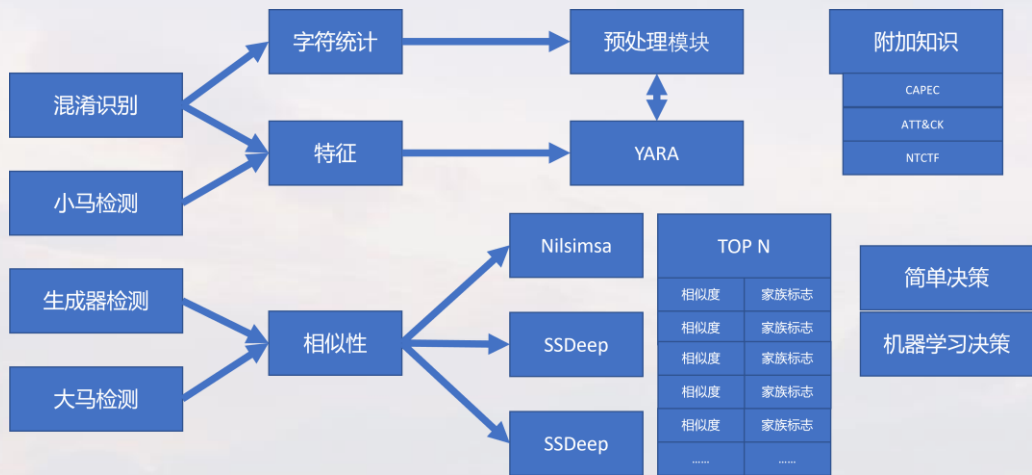 字符统计
预处理模块
附加知识
混淆识别
CAPEC
ATT&CK
特征
YARA
NTCTF
小马检测
Nilsimsa
TOP N
生成器检测
简单决策
相似度 家族标志
相似度 家族标志
相似性
SSDeep
相似度 家族标志
机器学习决策
大马检测
相似度 家族标志
相似度 家族标志
SSDeep
...... ......